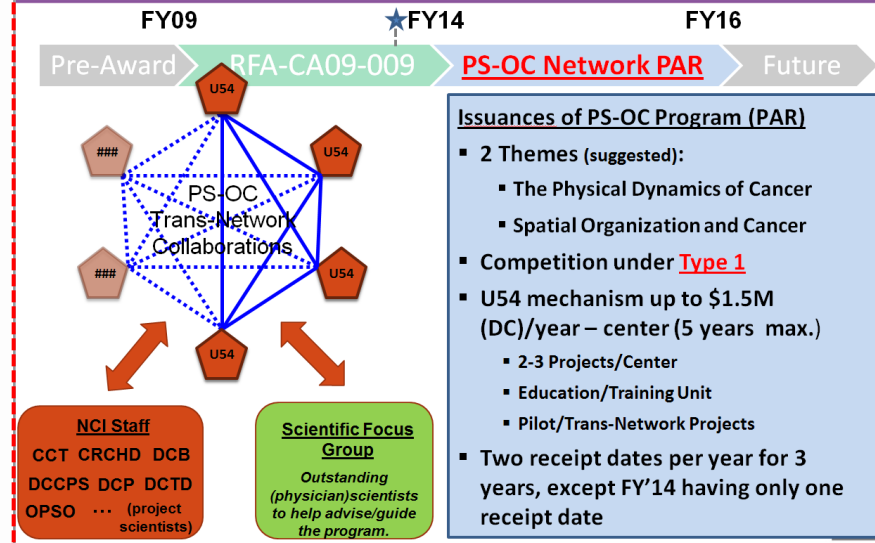 FY09
FY14
FY16
Pre-Award
RFA-CA09-009
PS-OC Network PAR
Future
U54
###
U54
PS-OC
Trans-Network
Collaborations
###
U54
U54
NCI Staff
CCT CRCHD DCB
DCCPS DCP DCTD
OPSO ... (project
scientists)
Scientific Focus
Group
Outstanding
(physician)scientists
to help advise/guide
the program.
Issuances of PS-OC Program (PAR)
▪ 2 Themes (suggested):
▪ The Physical Dynamics of Cancer
▪ Spatial Organization and Cancer
▪ Competition under Type 1
▪ U54 mechanism up to $1.5M
(DC)/year – center (5 years max.)
▪ 2-3 Projects/Center
▪ Education/Training Unit
▪ Pilot/Trans-Network Projects
▪ Two receipt dates per year for 3
years, except FY'14 having only one
receipt date